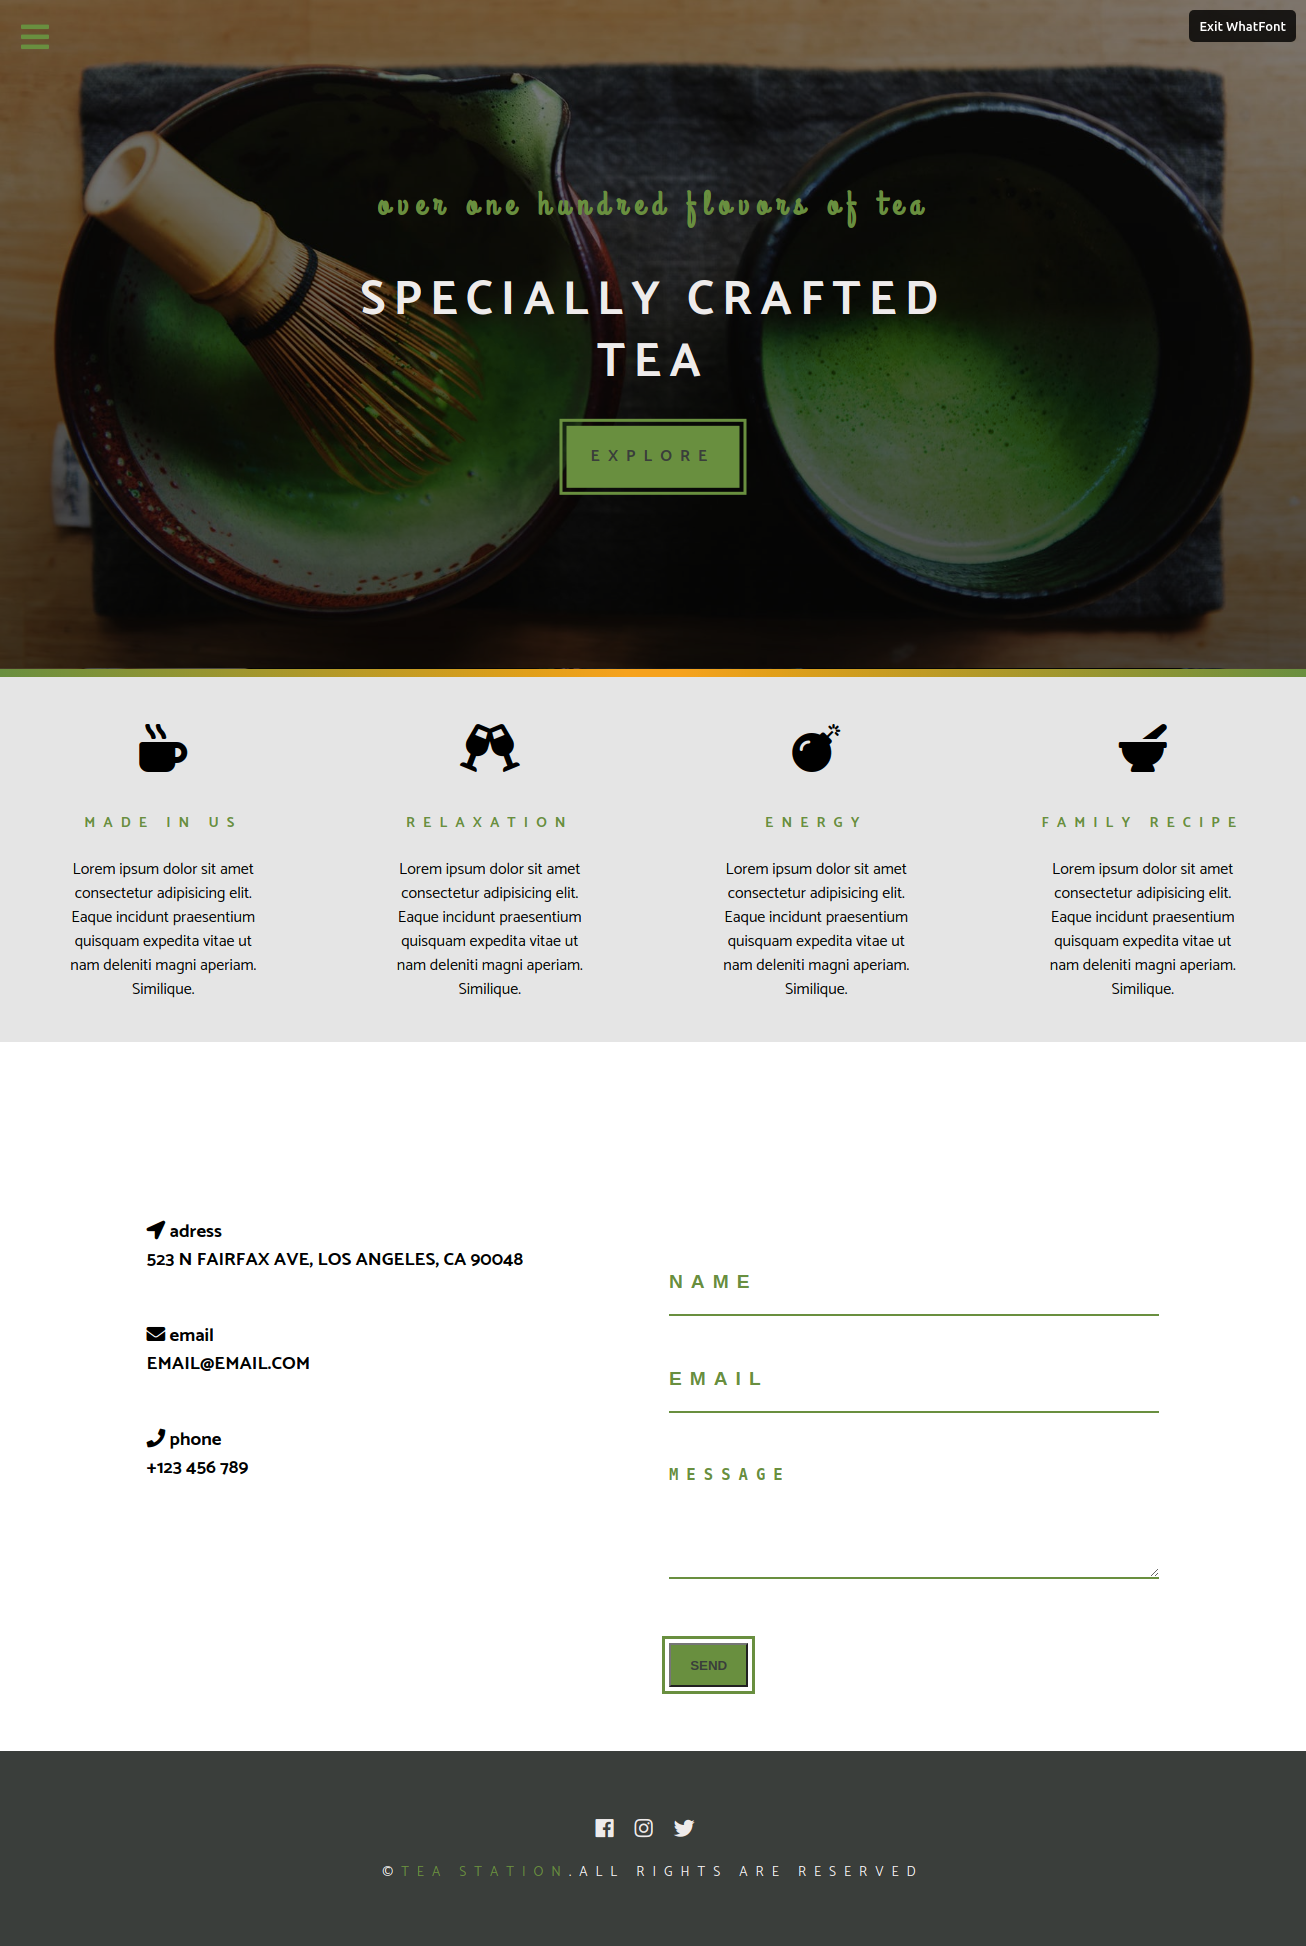 Exit WhatFont
over one hundred flovors of tea
SPECIALLY CRAFTED
TEA
EXPLORE
MADE IN US
Lorem ipsum dolor sit amet
consectetur adipisicing elit.
Eaque incidunt praesentium
quisquam expedita vitae ut
nam deleniti magni aperiam.
Similique.
RELAXATION
Lorem ipsum dolor sit amet
consectetur adipisicing elit.
Eaque incidunt praesentium
quisquam expedita vitae ut
nam deleniti magni aperiam.
Similique.
ENERGY
Lorem ipsum dolor sit amet
consectetur adipisicing elit.
Eaque incidunt praesentium
quisquam expedita vitae ut
nam deleniti magni aperiam.
Similique.
FAMILY RECIPE
Lorem ipsum dolor sit amet
consectetur adipisicing elit.
Eaque incidunt praesentium
quisquam expedita vitae ut
nam deleniti magni aperiam.
Similique.
adress
523 N FAIRFAX AVE, LOS ANGELES, CA 90048
email
EMAIL@EMAIL.COM
phone
+123 456 789
NAME
EMAIL
MESSAGE
SEND
©TEA STATION.ALL RIGHTS ARE RESERVED